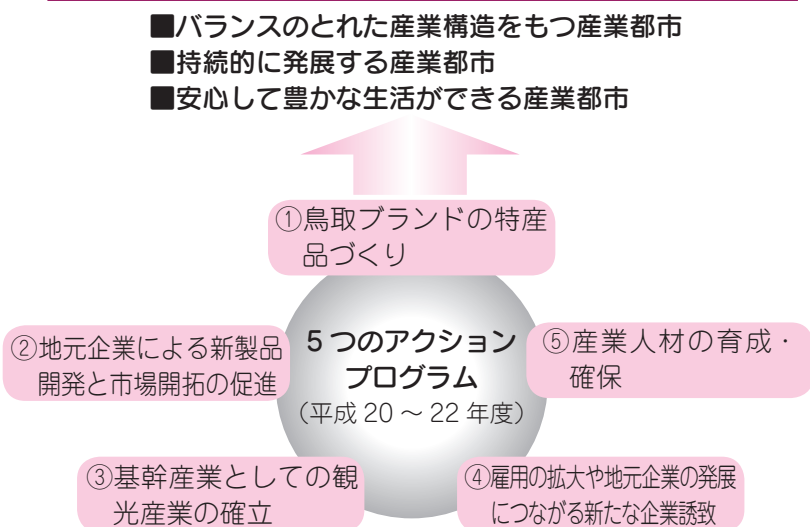 ■バランスのとれた産業構造をもつ産業都市
■持続的に発展する産業都市
■安心して豊かな生活ができる産業都市
①鳥取ブランドの特産
品づくり
②地元企業による新製品
開発と市場開拓の促進
5つのアクション
プログラム
（平成 20 ～ 22 年度）
⑤産業人材の育成・
確保
③基幹産業としての観
光産業の確立
④雇用の拡大や地元企業の発展
につながる新たな企業誘致